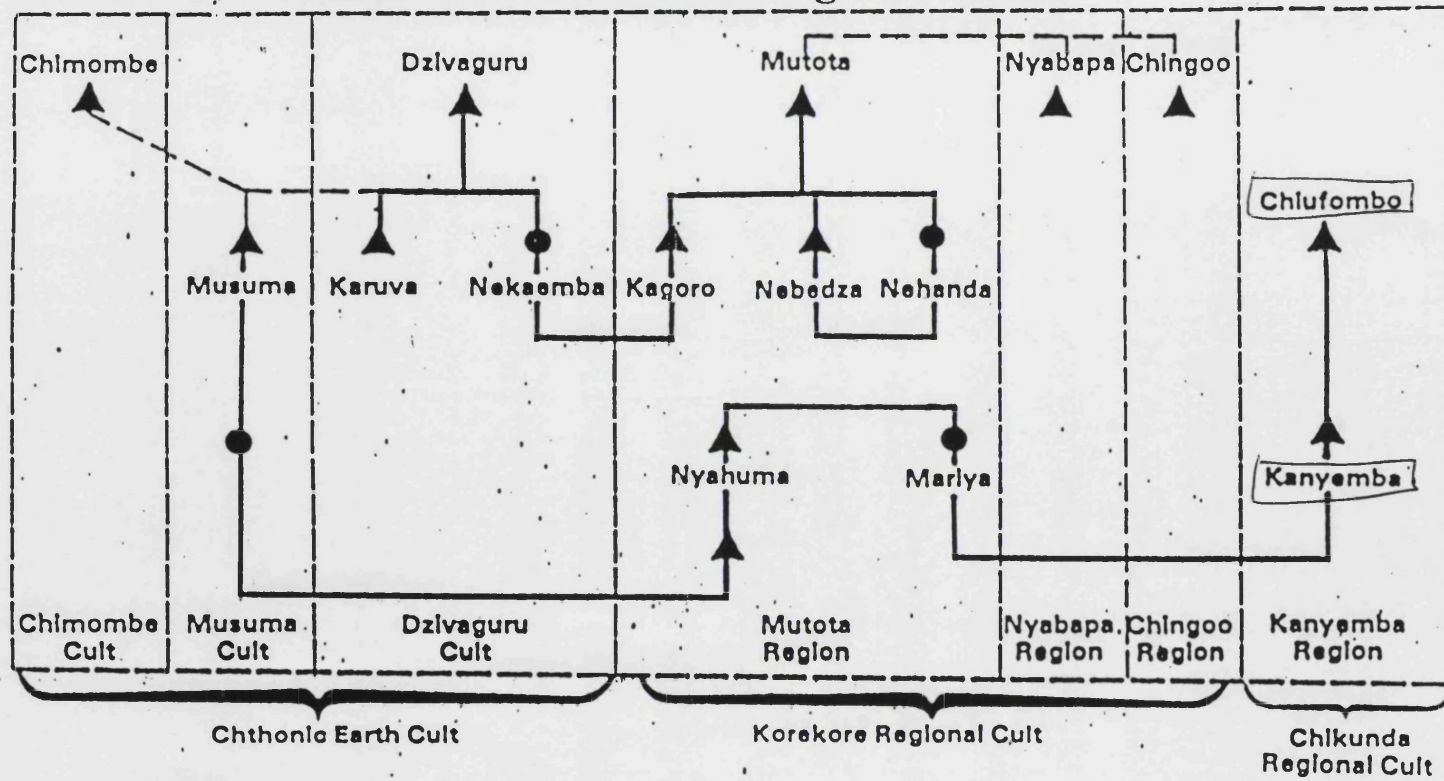 Chimombe
Dzivaguru
Mutota
Nyabapa
Chingoo
Chiufombo
Musuma
Karuva
Nekaemba
Kagoro
Nebedza
Nehanda
Nyahuma
Mariya
Kanyemba
Chimombe
Cult
Musuma
Cult
Dzivaguru
Cult
Mutota
Region
Nyabapa
Region
Chingoo
Region
Kanyemba
Region
Chthonic Earth Cult
Korekore Regional Cult
Chikunda
Regional Cult